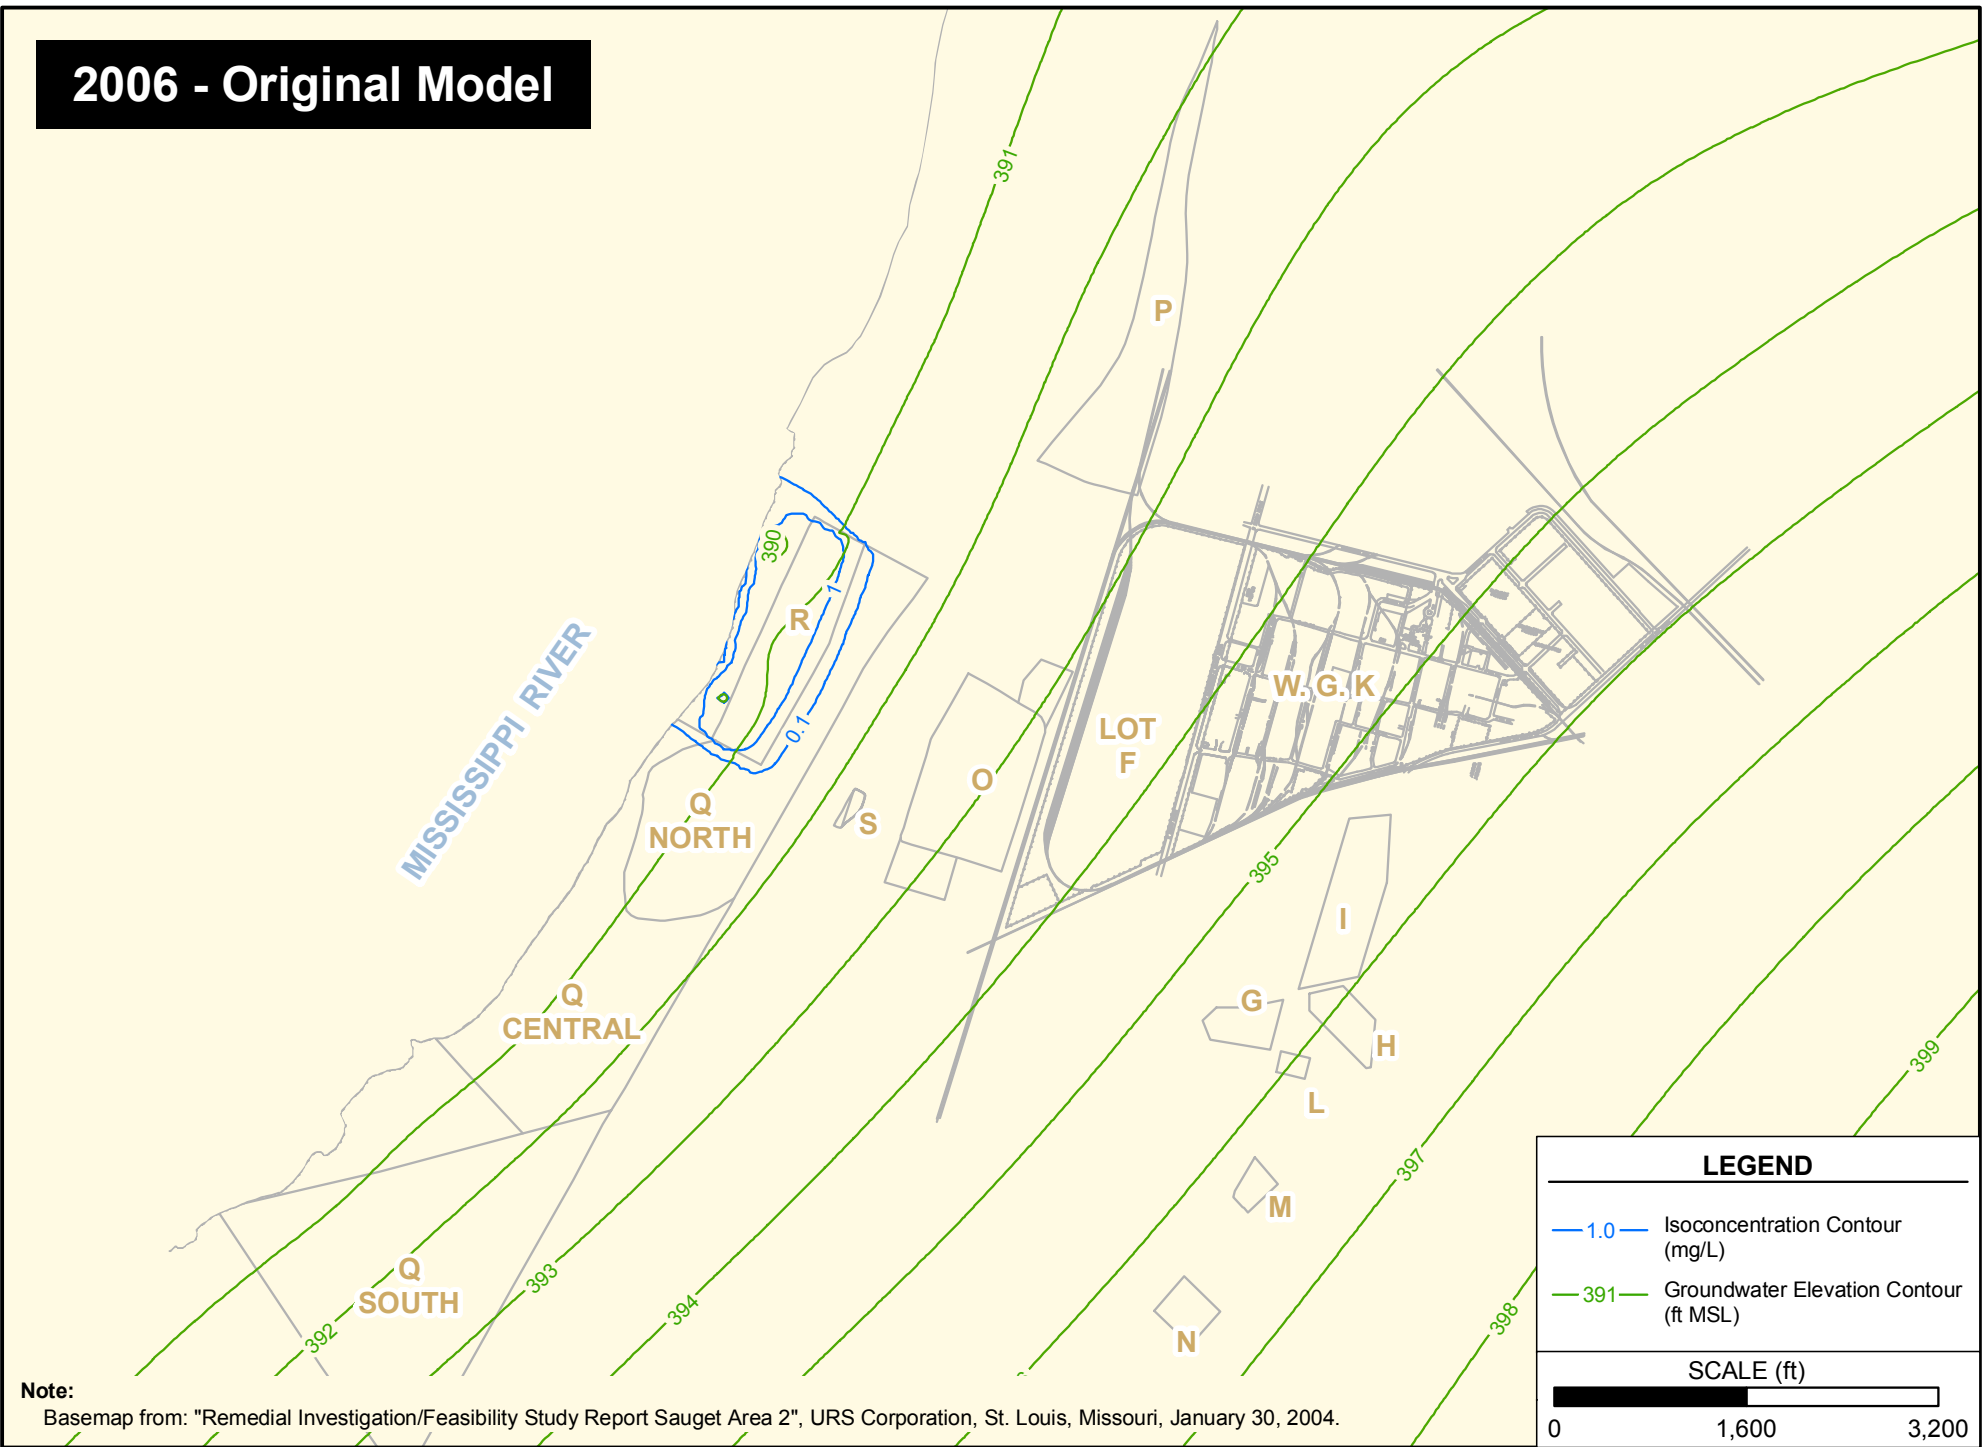 2006 - Original Model
391
P
390
R
1
0.1
MISSISSIPPI RIVER
W. G. K
LOT
F
O
S
Q
NORTH
395
I
Q
CENTRAL
G
H
L
399
397
M
Q
SOUTH
393
394
392
398
N
LEGEND
1.0
Isoconcentration Contour
(mg/L)
391
Groundwater Elevation Contour
(ft MSL)
SCALE (ft)
0
1,600
3,200
Note:
Basemap from: "Remedial Investigation/Feasibility Study Report Sauget Area 2", URS Corporation, St. Louis, Missouri, January 30, 2004.